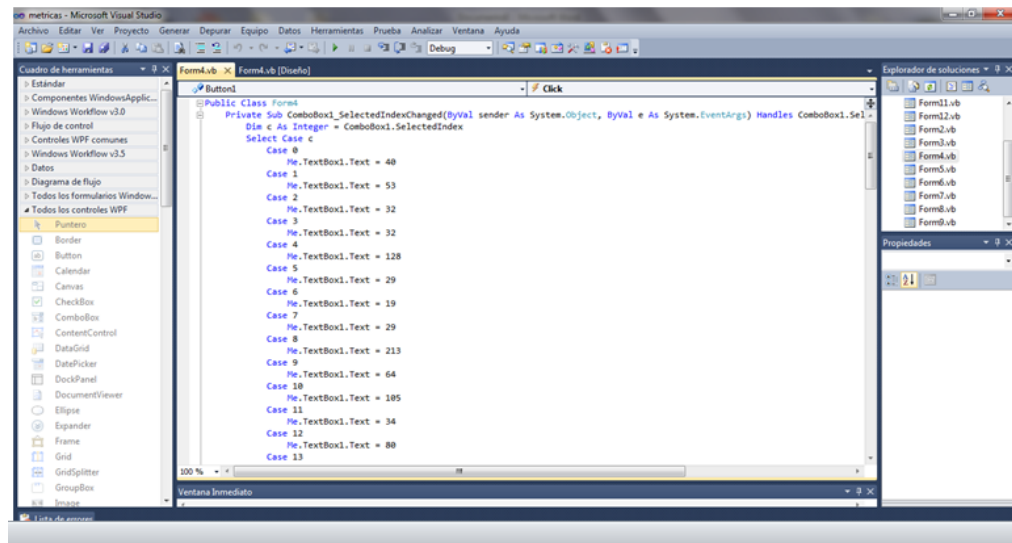 metricas - Microsoft Visual Studio
Archivo Editar Ver Proyecto Generar Depurar Equipo Datos Herramientas Prueba Analizar Ventana Ayuda
Debug
Cuadro de herramientas
Estándar
Componentes WindowsApplic...
Windows Workflow v3.0
Flujo de control
Controles WPF comunes
Windows Workflow v3.5
Datos
Diagrama de flujo
Todos los formularios Window...
Todos los controles WPF
Puntero
Border
Button
Calendar
Canvas
CheckBox
ComboBox
ContentControl
DataGrid
DatePicker
DockPanel
DocumentViewer
Ellipse
Expander
Frame
Grid
GridSplitter
GroupBox
Image
Form4.vb Form4.vb [Diseño]
Button1 Click
Public Class Form4
Private Sub ComboBox1_SelectedIndexChanged(ByVal sender As System.Object, ByVal e As System.EventArgs) Handles ComboBox1.Sel
Dim c As Integer = ComboBox1.SelectedIndex
Select Case c
Case 0
Me.TextBox1.Text = 40
Case 1
Me.TextBox1.Text = 53
Case 2
Me.TextBox1.Text = 32
Case 3
Me.TextBox1.Text = 32
Case 4
Me.TextBox1.Text = 128
Case 5
Me.TextBox1.Text = 29
Case 6
Me.TextBox1.Text = 19
Case 7
Me.TextBox1.Text = 29
Case 8
Me.TextBox1.Text = 213
Case 9
Me.TextBox1.Text = 64
Case 10
Me.TextBox1.Text = 105
Case 11
Me.TextBox1.Text = 34
Case 12
Me.TextBox1.Text = 80
Case 13
100 %
Ventana Inmediato
Explorador de soluciones
Form11.vb
Form12.vb
Form2.vb
Form3.vb
Form4.vb
Form5.vb
Form6.vb
Form7.vb
Form8.vb
Form9.vb
Propiedades
Lista de errores